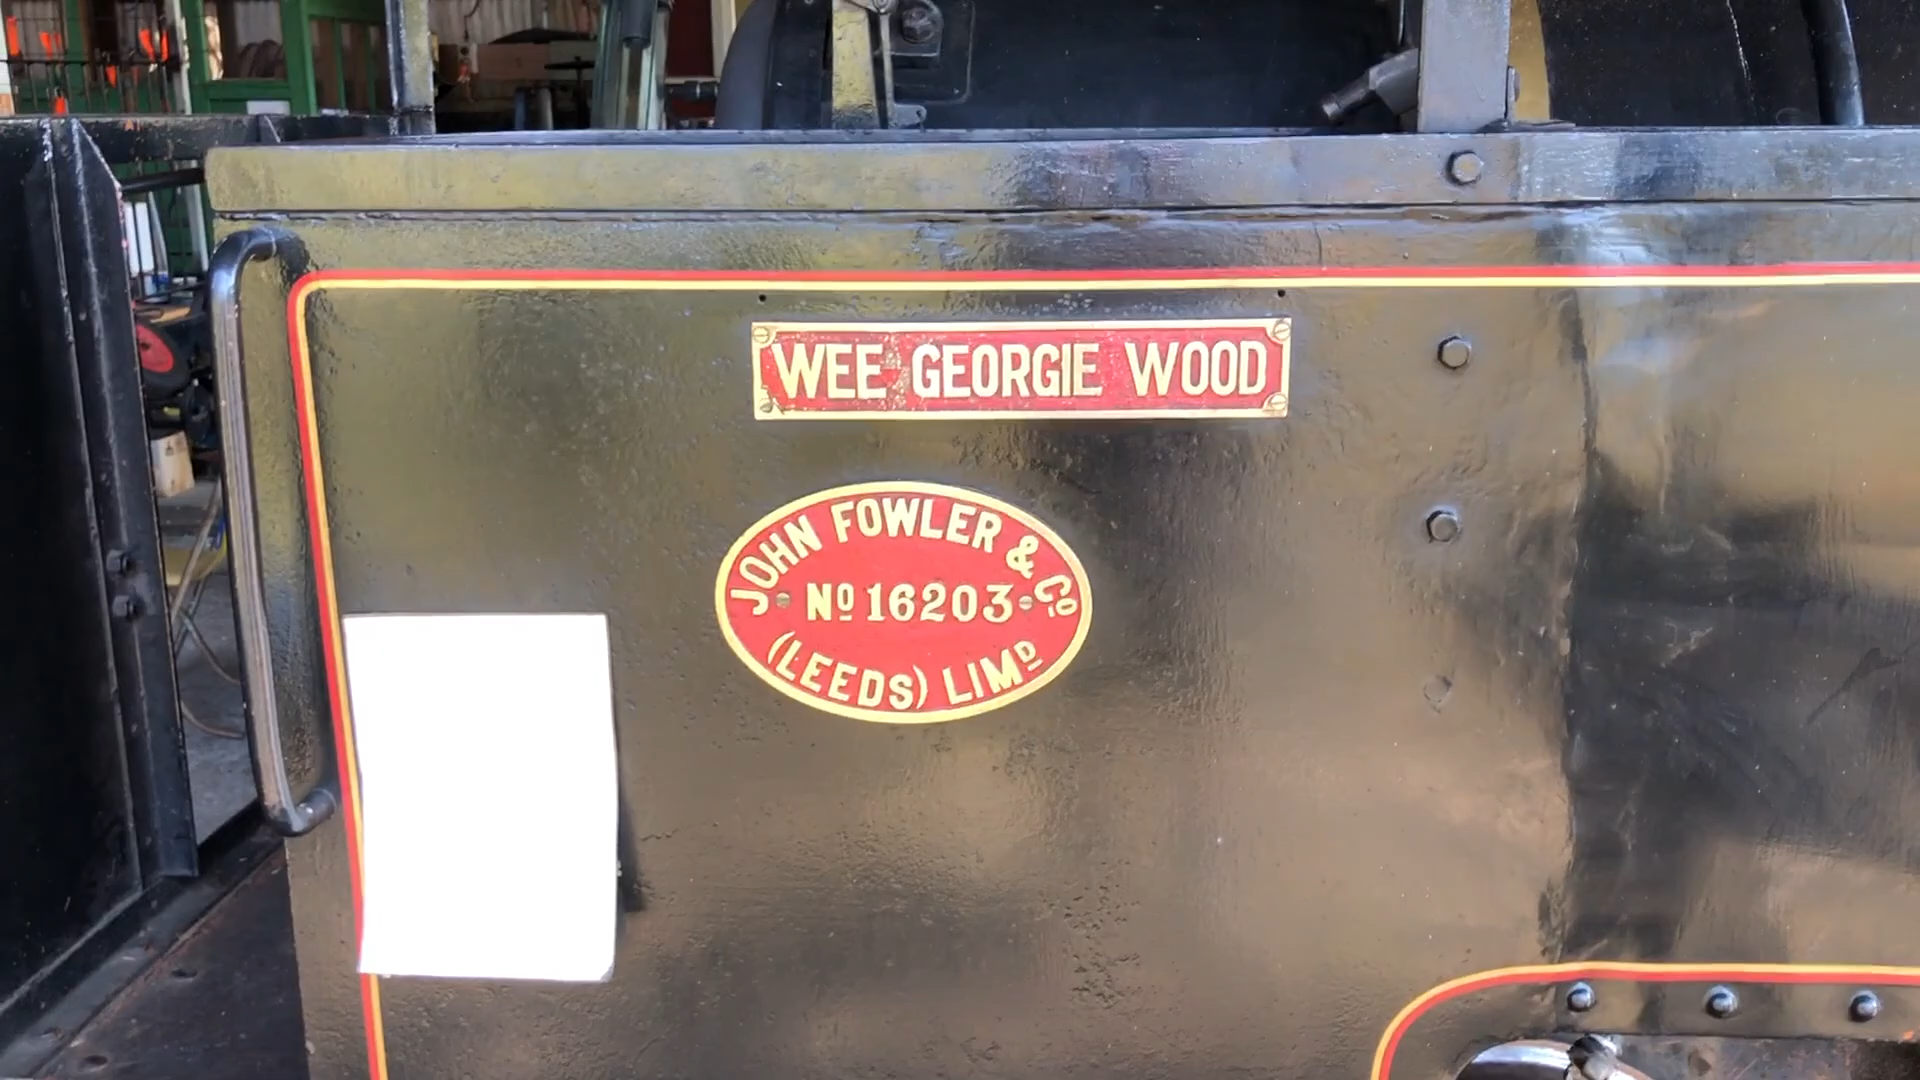 WEE GEORGIE WOOD
JOHN FOWLER & Cº
Nº 16203
(LEEDS) LIMᴰ